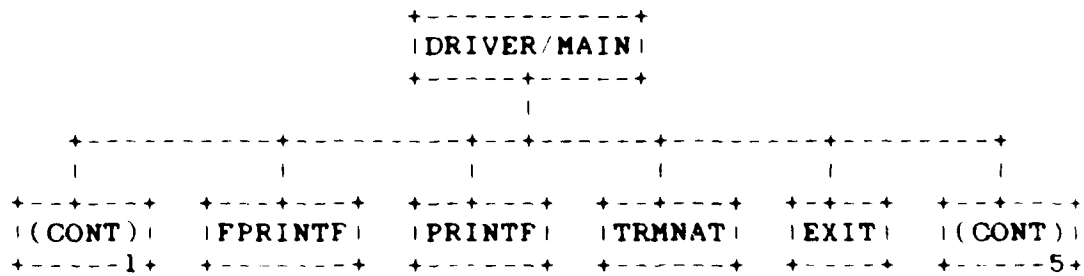 DRIVER/MAIN
(CONT) FPRINTF PRINTF TRMNAT EXIT (CONT)
1 5